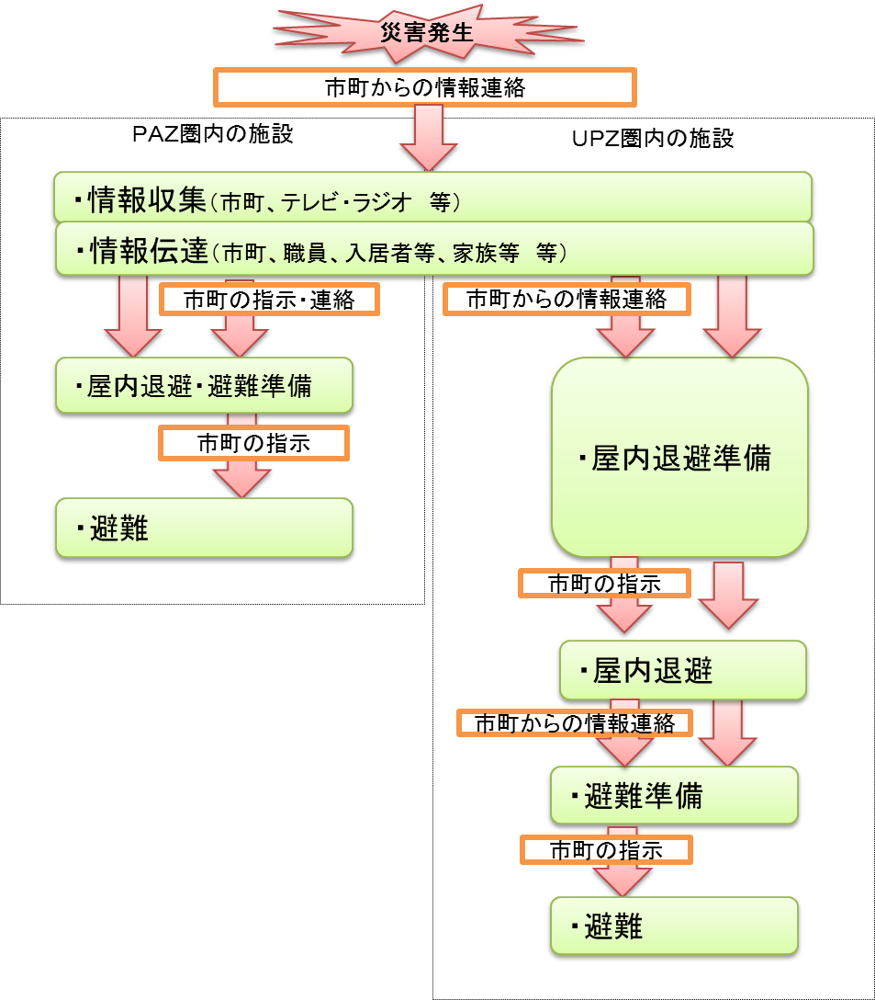 災害発生
市町からの情報連絡
PAZ圏内の施設
UPZ圏内の施設
・情報収集（市町、テレビ・ラジオ　等）
・情報伝達（市町、職員、入居者等、家族等　等）
市町の指示・連絡
市町からの情報連絡
・屋内退避・避難準備
市町の指示
・避難
・屋内退避準備
市町の指示
・屋内退避
市町からの情報連絡
・避難準備
市町の指示
・避難